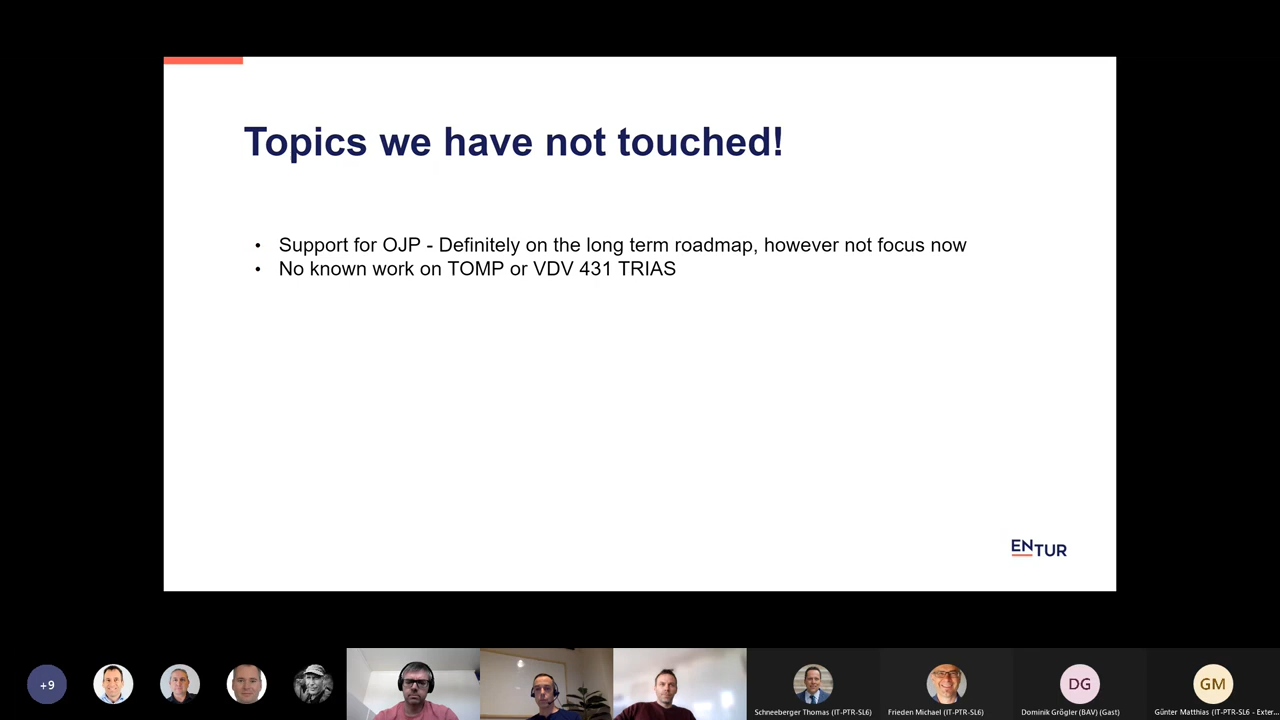 Topics we have not touched!
• Support for OJP - Definitely on the long term roadmap, however not focus now
• No known work on TOMP or VDV 431 TRIAS
ENTUR
+9
Schneeberger Thomas (IT-PTR-SL6)
Frieden Michael (IT-PTR-SL6)
DG
Dominik Grögler (BAV) (Gast)
GM
Günter Matthias (IT-PTR-SL6 - Exter...